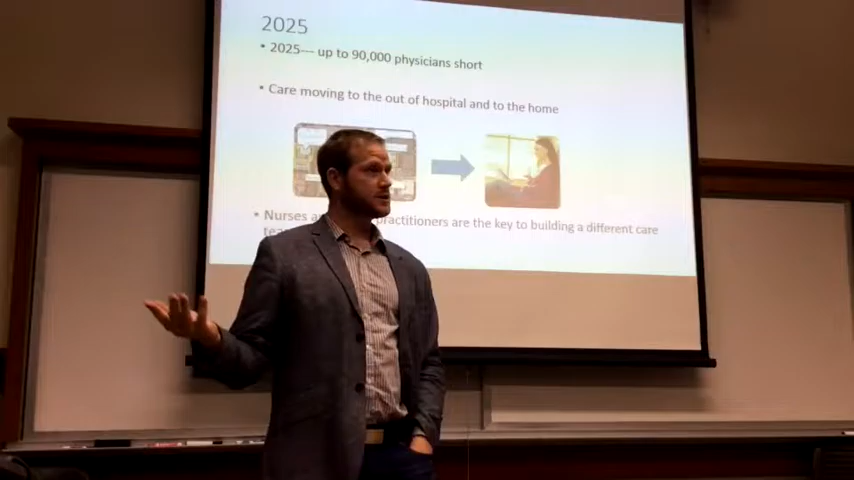 2025
• 2025— up to 90,000 physicians short
• Care moving to the out of hospital and to the home
• Nurses practitioners are the key to building a different care